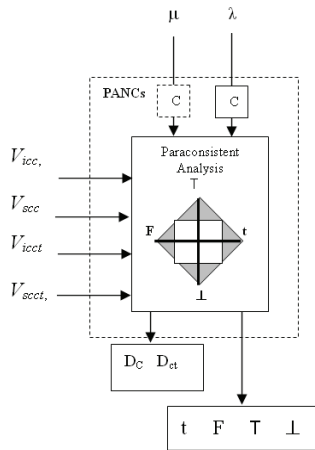 μ λ
PANCs
C C
Paraconsistent
Analysis
⊤
F t
⊥
V_icc,
V_scc
V_icct
V_scct,
D_C D_ct
t F ⊤ ⊥